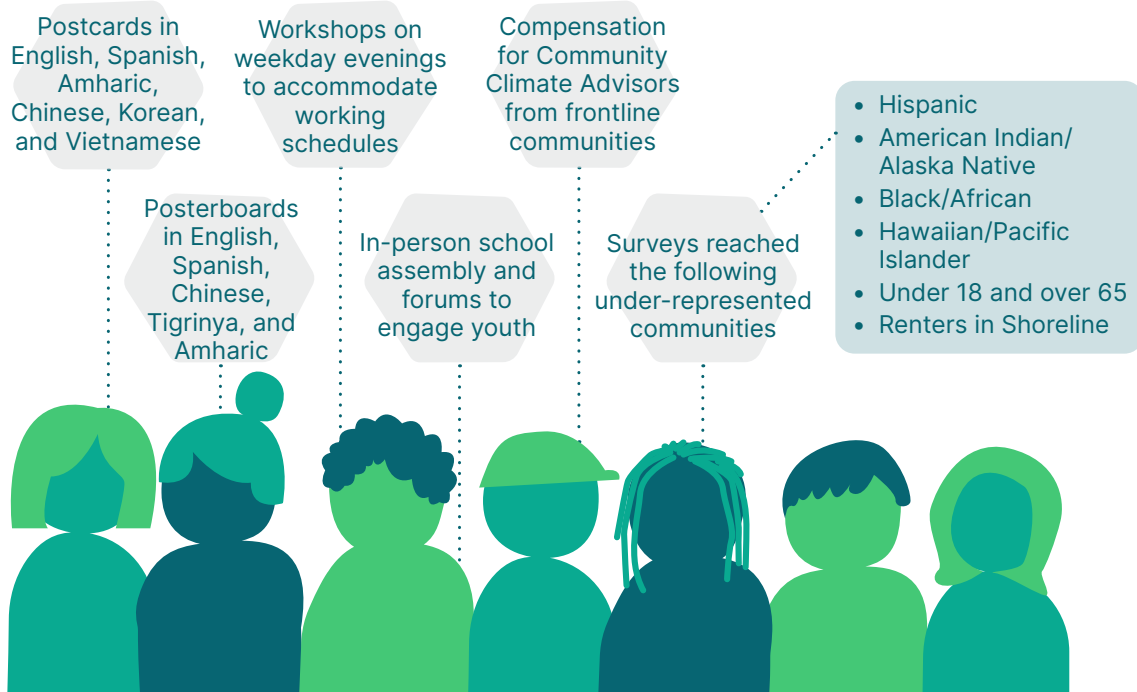 Postcards in
English, Spanish,
Amharic,
Chinese, Korean,
and Vietnamese
Workshops on
weekday evenings
to accommodate
working
schedules
Compensation
for Community
Climate Advisors
from frontline
communities
Posterboards
in English,
Spanish,
Chinese,
Tigrinya, and
Amharic
In-person school
assembly and
forums to
engage youth
Surveys reached
the following
under-represented
communities
• Hispanic
• American Indian/
Alaska Native
• Black/African
• Hawaiian/Pacific
Islander
• Under 18 and over 65
• Renters in Shoreline